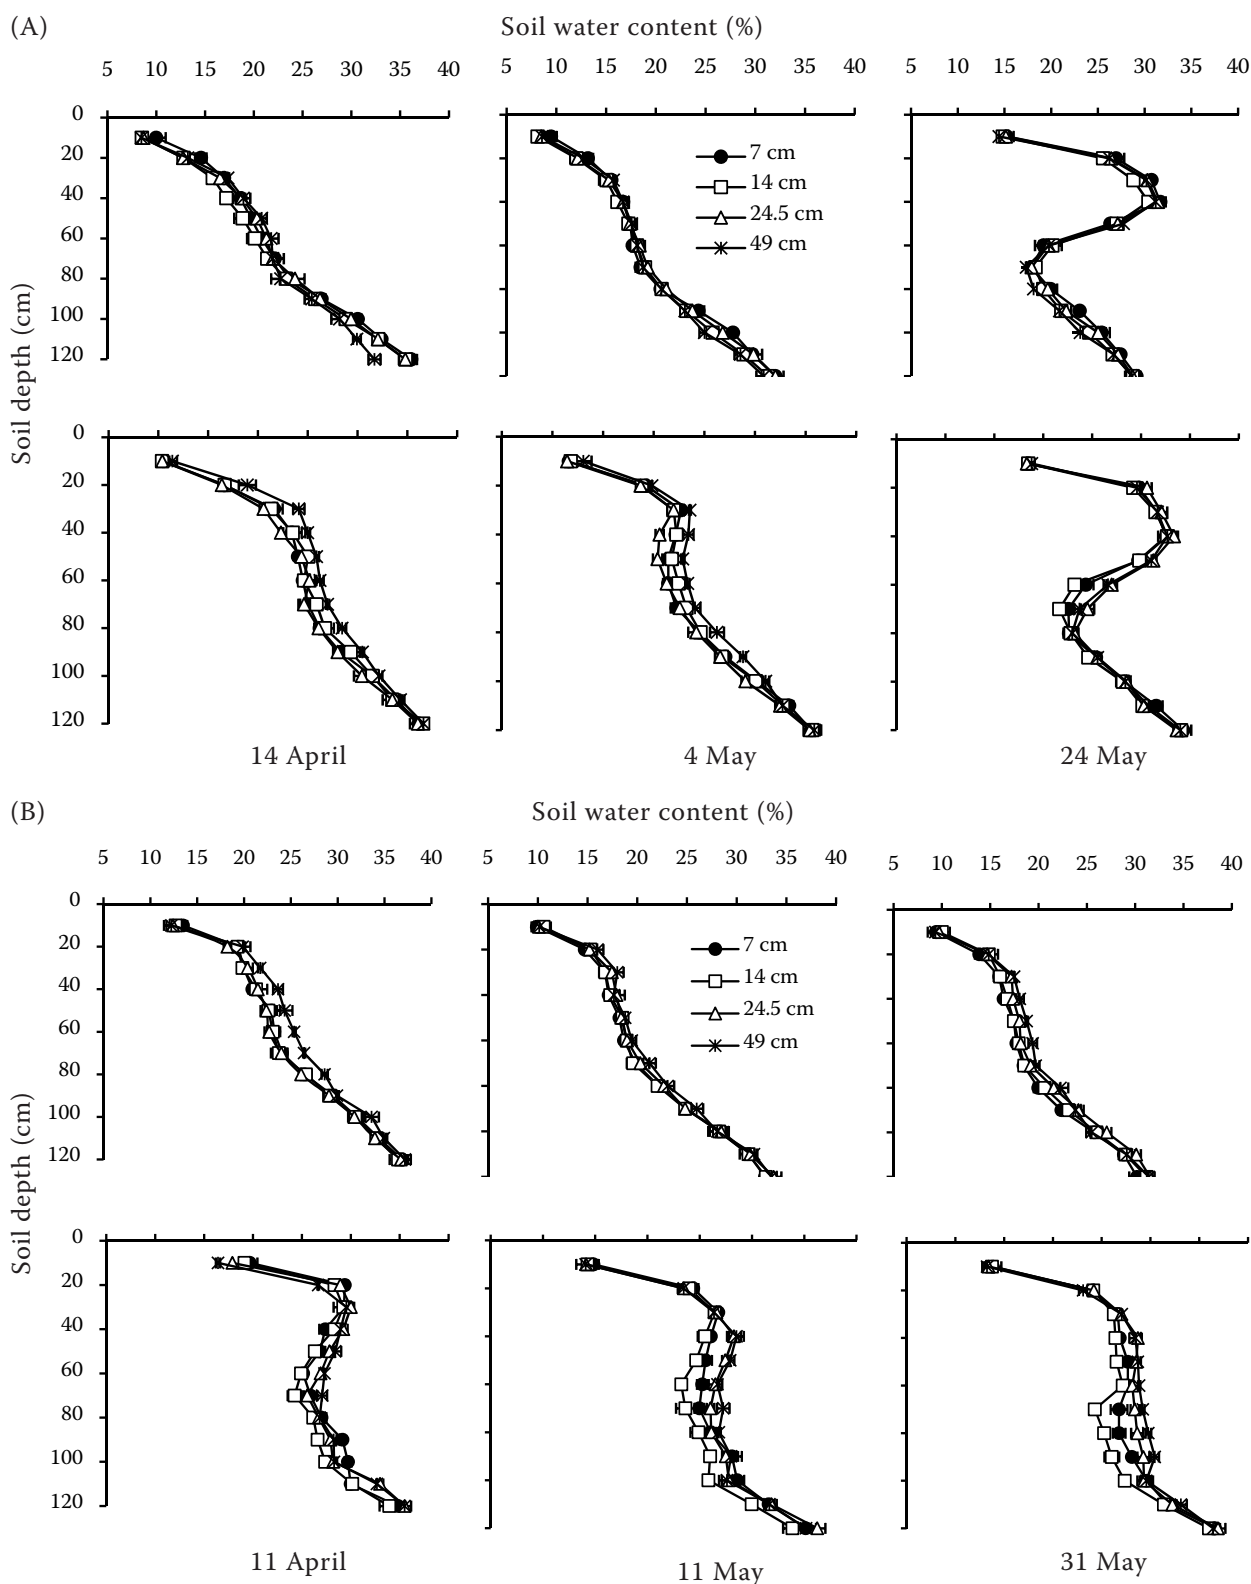 (A)
Soil water content (%)
5 10 15 20 25 30 35 40
5 10 15 20 25 30 35 40
5 10 15 20 25 30 35 40
0
20
40
60
80
100
120
7 cm
14 cm
24.5 cm
49 cm
Soil depth (cm)
0
20
40
60
80
100
120
14 April
4 May
24 May
(B)
Soil water content (%)
5 10 15 20 25 30 35 40
5 10 15 20 25 30 35 40
5 10 15 20 25 30 35 40
0
20
40
60
80
100
120
7 cm
14 cm
24.5 cm
49 cm
Soil depth (cm)
0
20
40
60
80
100
120
11 April
11 May
31 May